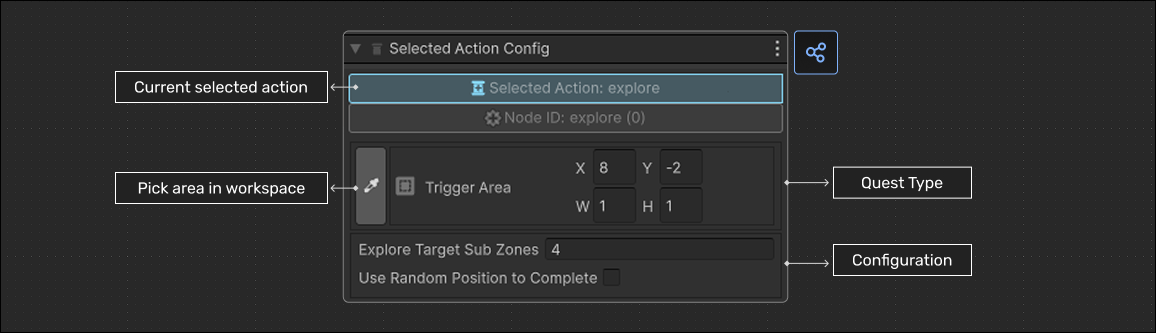 Selected Action Config
Current selected action
Selected Action: explore
Node ID: explore (0)
Pick area in workspace
Trigger Area
X 8 Y -2
W 1 H 1
Quest Type
Explore Target Sub Zones 4
Configuration
Use Random Position to Complete